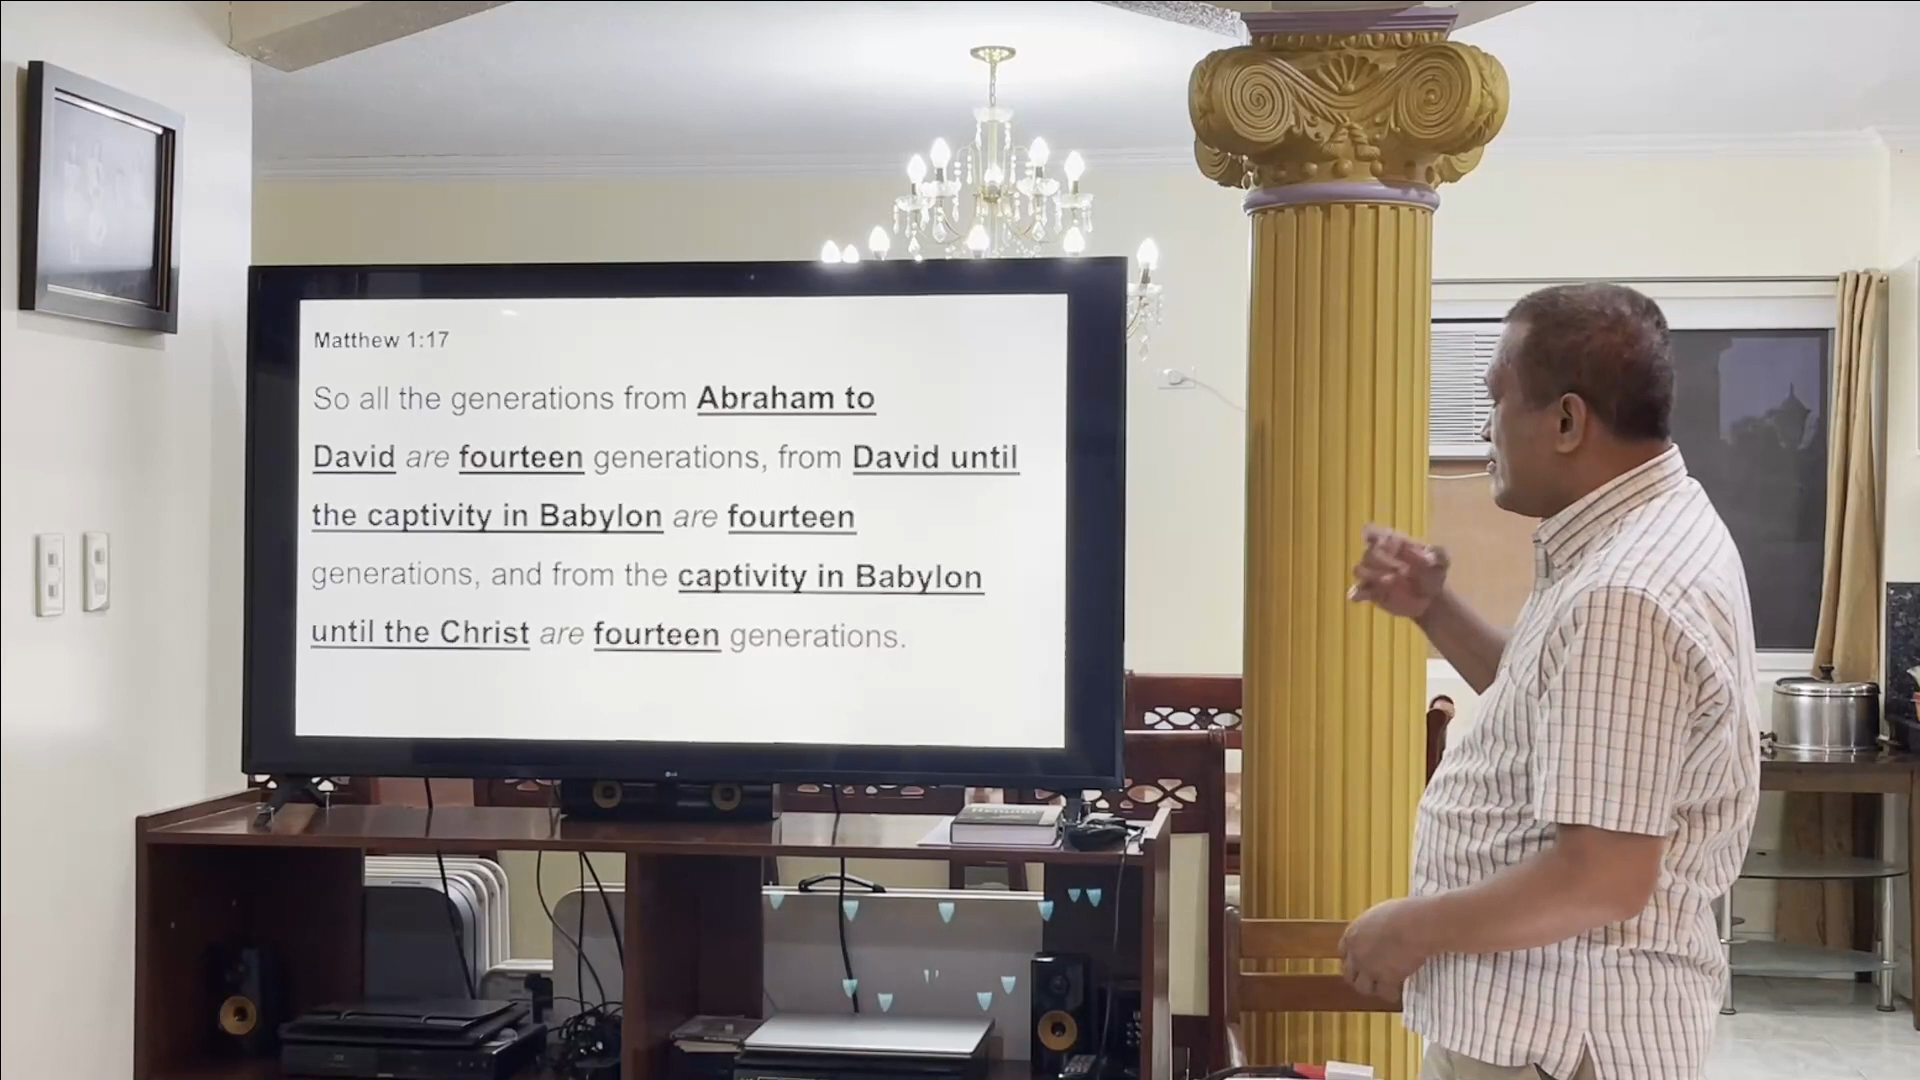 Matthew 1:17
So all the generations from Abraham to
David are fourteen generations, from David until
the captivity in Babylon are fourteen
generations, and from the captivity in Babylon
until the Christ are fourteen generations.
LG